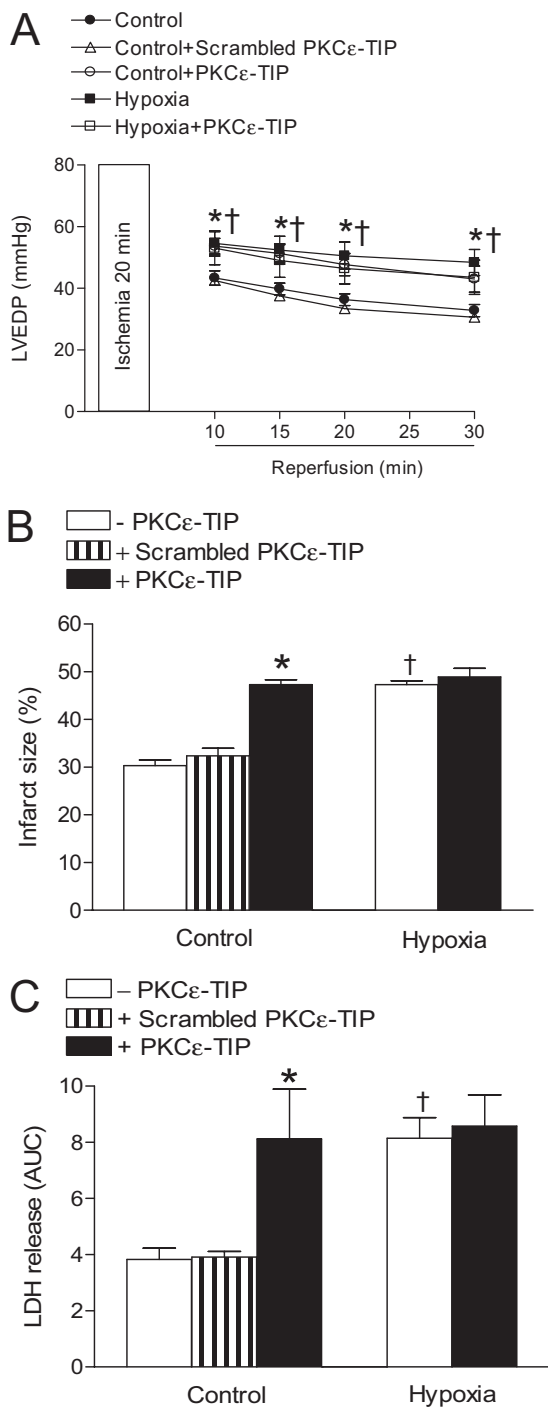 A
Control
Control+Scrambled PKCε-TIP
Control+PKCε-TIP
Hypoxia
Hypoxia+PKCε-TIP
80
60
40
20
0
LVEDP (mmHg)
Ischemia 20 min
*† *† *† *†
10 15 20 25 30
Reperfusion (min)
B
- PKCε-TIP
+ Scrambled PKCε-TIP
+ PKCε-TIP
60
50
40
30
20
10
0
Infarct size (%)
* †
Control Hypoxia
C
– PKCε-TIP
+ Scrambled PKCε-TIP
+ PKCε-TIP
10
8
6
4
2
0
LDH release (AUC)
* †
Control Hypoxia